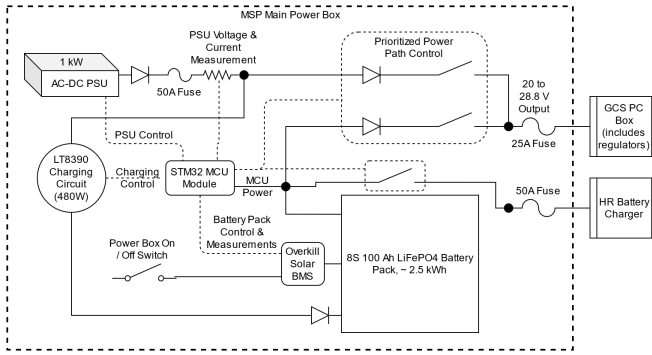 MSP Main Power Box
1 kW
AC-DC PSU
50A Fuse
PSU Voltage &
Current
Measurement
Prioritized Power
Path Control
20 to
28.8 V
Output
25A Fuse
GCS PC
Box
(includes
regulators)
PSU Control
LT8390
Charging
Circuit
(480W)
Charging
Control
STM32 MCU
Module
MCU
Power
50A Fuse
HR Battery
Charger
Battery Pack
Control &
Measurements
Power Box On
/ Off Switch
Overkill
Solar
BMS
8S 100 Ah LiFePO4 Battery
Pack, ~ 2.5 kWh